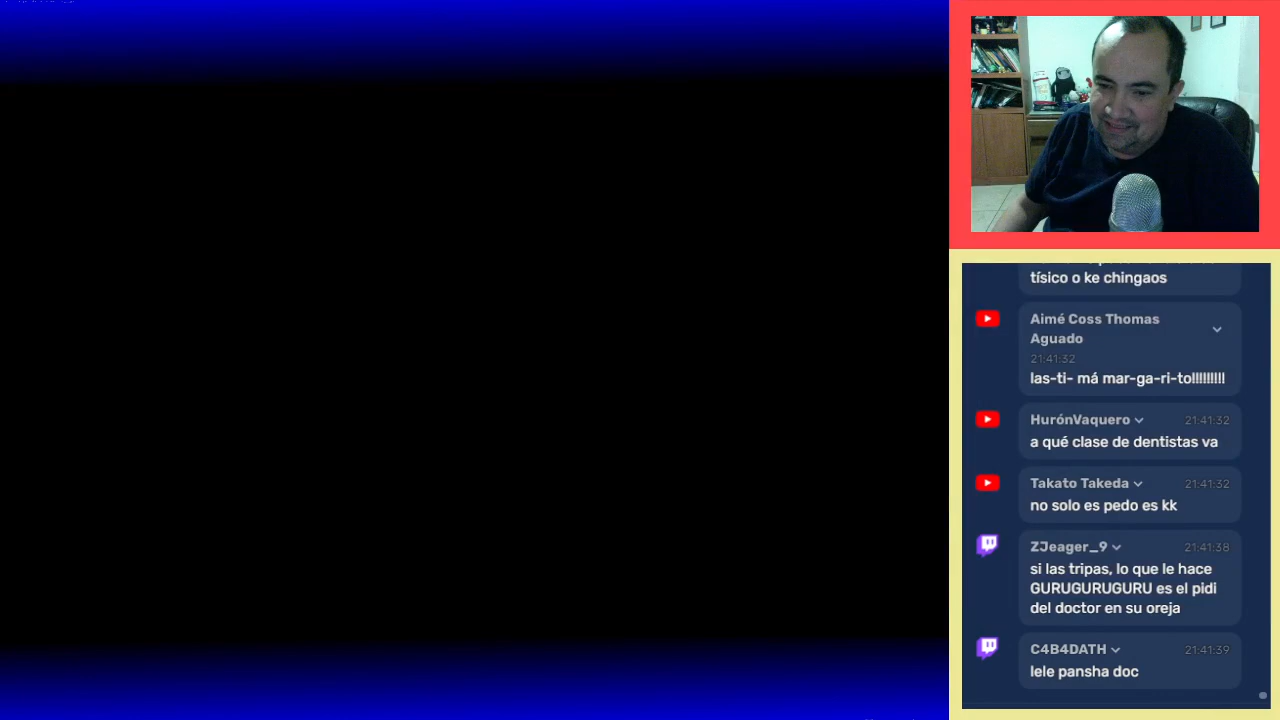 tísico o ke chingaos
Aimé Coss Thomas
Aguado
21:41:32
las-ti- má mar-ga-ri-to!!!!!!!!!
HurónVaquero 21:41:32
a qué clase de dentistas va
Takato Takeda 21:41:32
no solo es pedo es kk
ZJeager_9 21:41:38
si las tripas, lo que le hace
GURUGURUGURU es el pidi
del doctor en su oreja
C4B4DATH 21:41:39
lele pansha doc